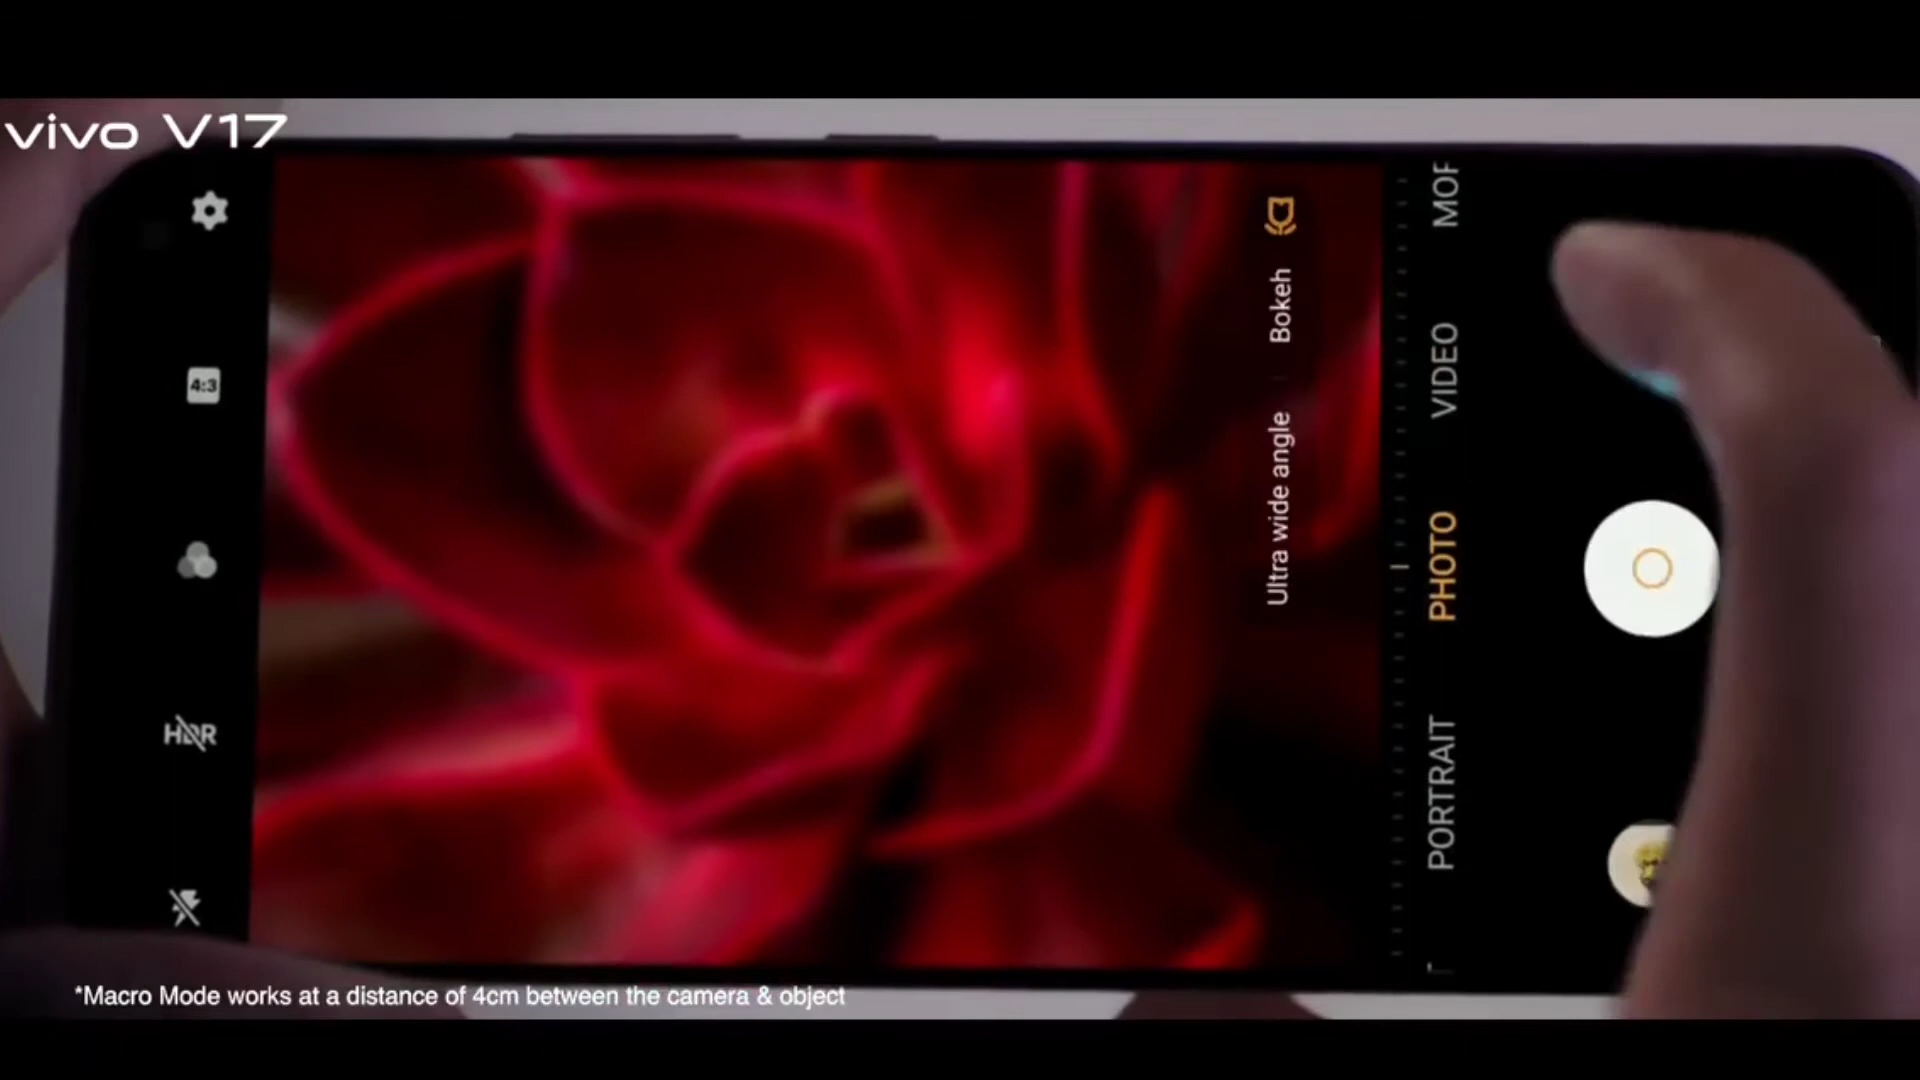 vivo V17
4:3
HDR
Bokeh
Ultra wide angle
MOR
VIDEO
PHOTO
PORTRAIT
*Macro Mode works at a distance of 4cm between the camera & object